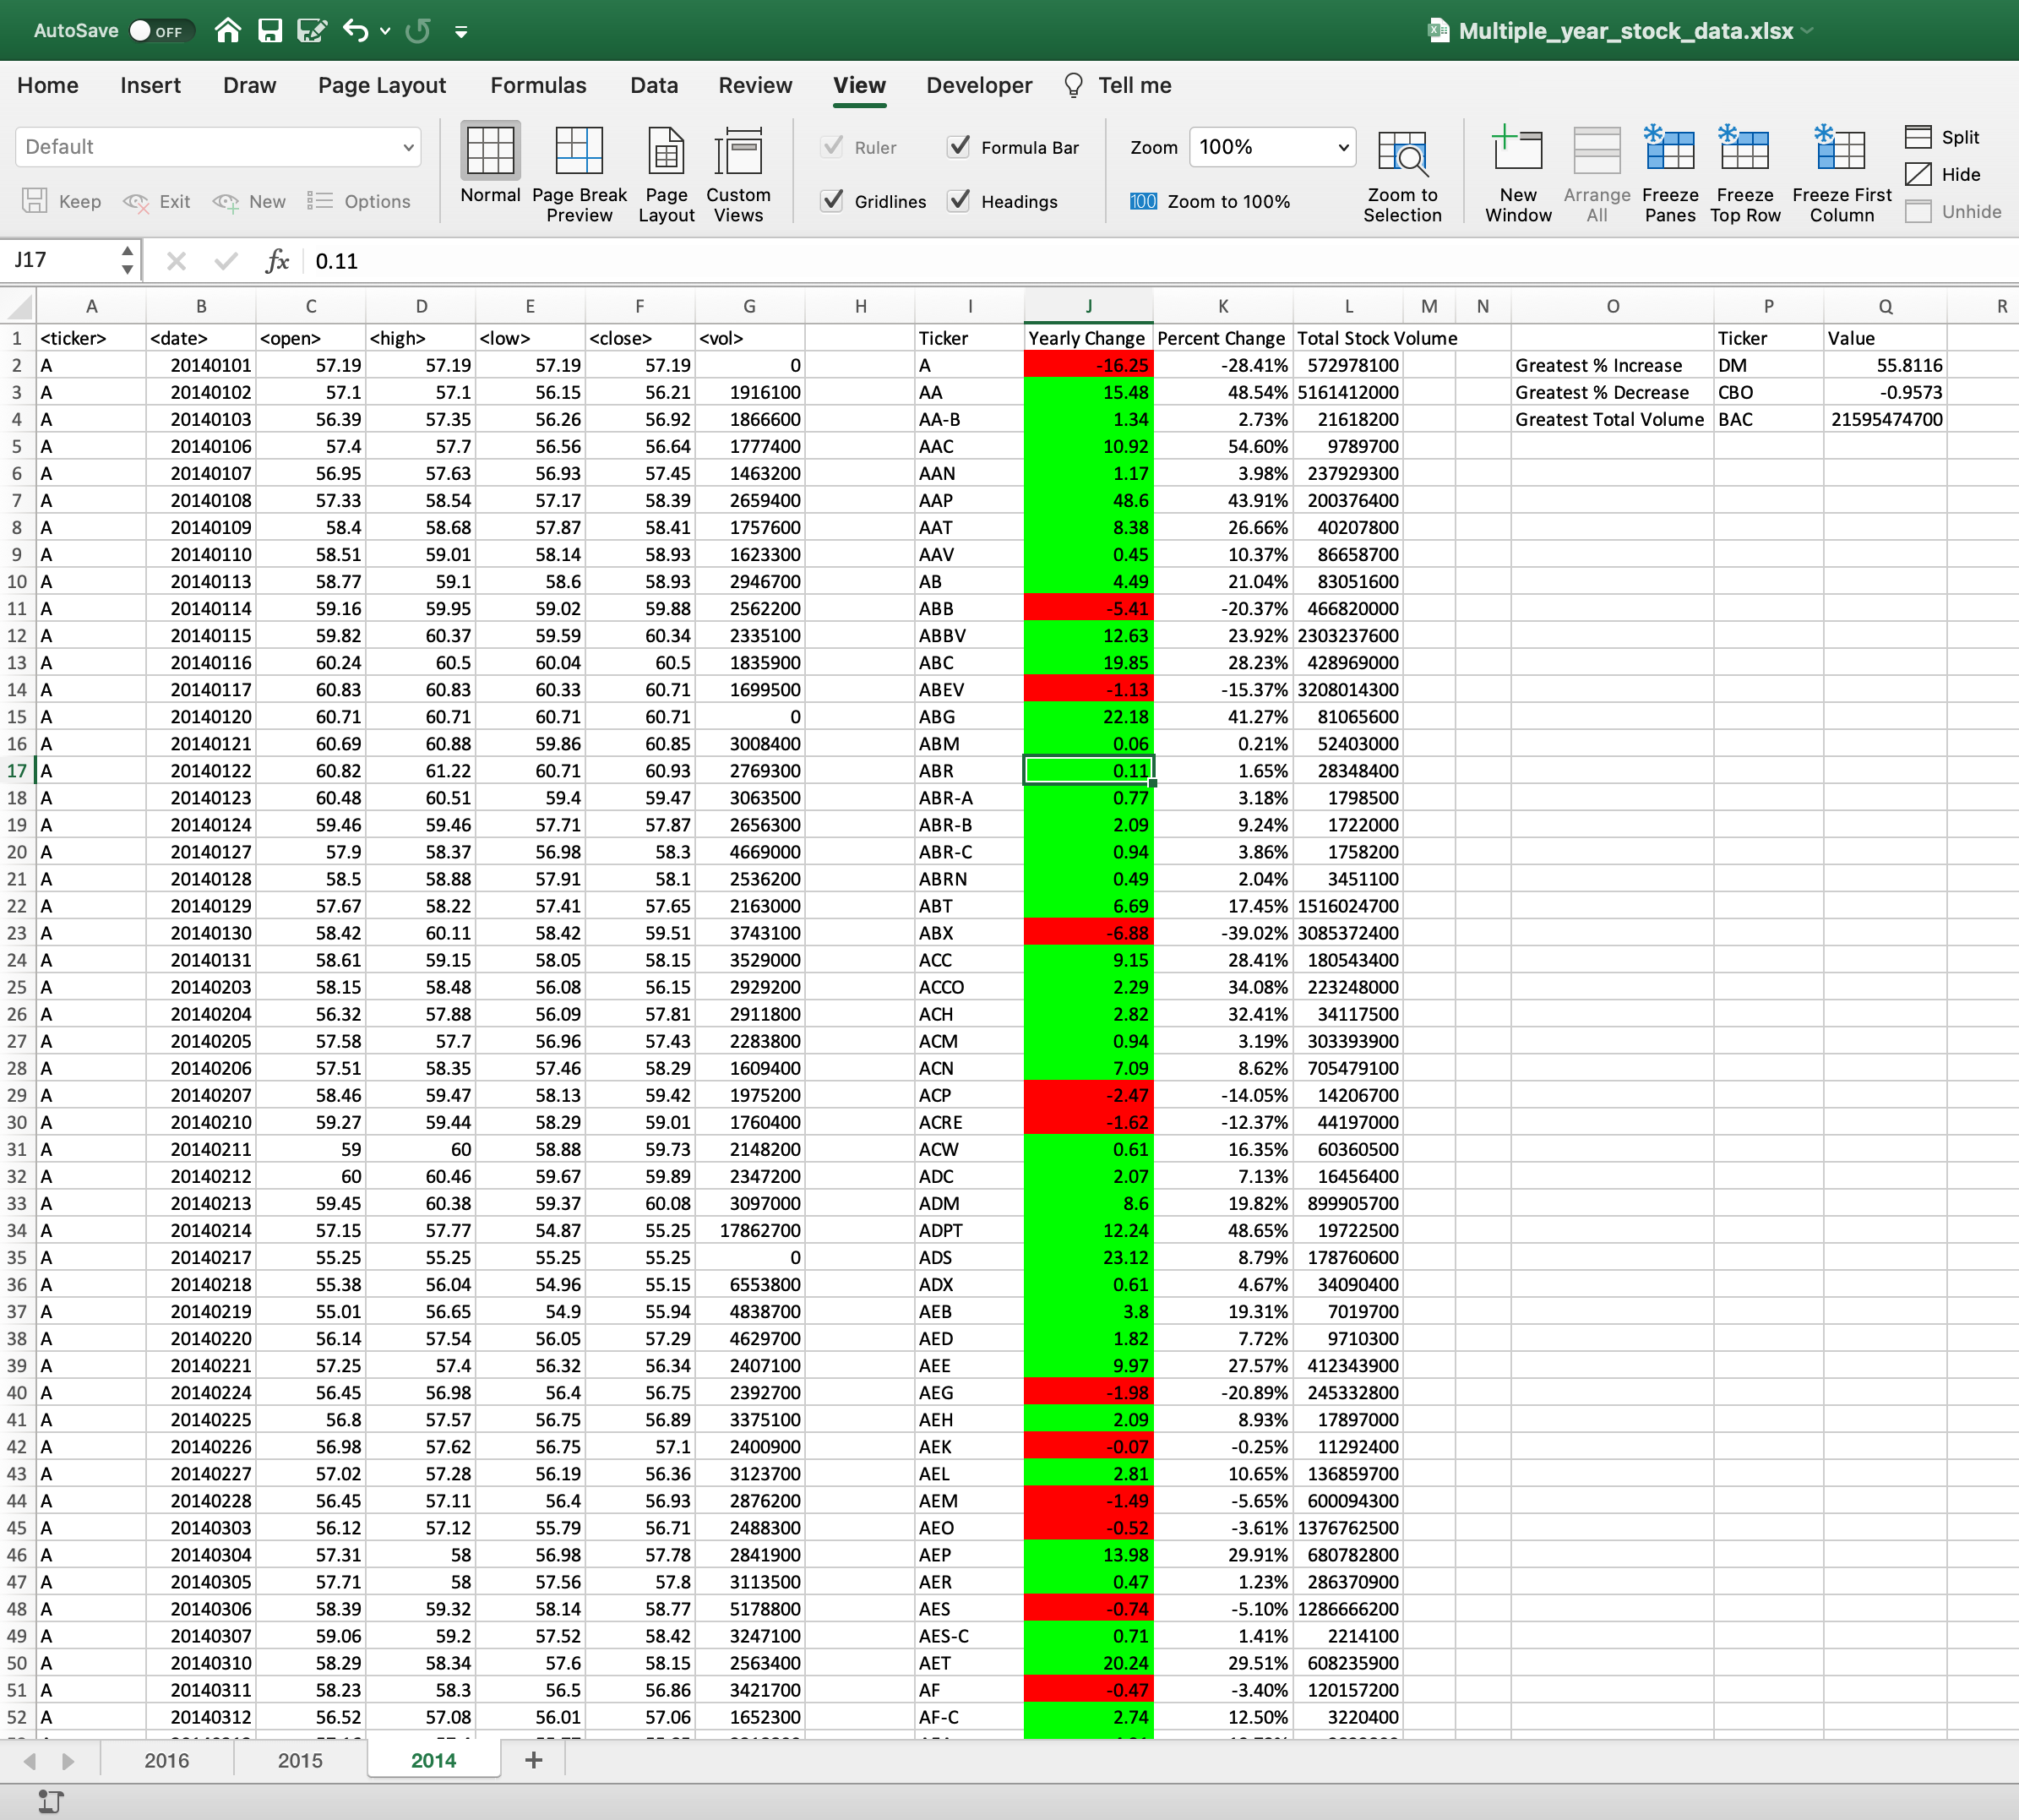 AutoSave OFF Multiple_year_stock_data.xlsx
Home Insert Draw Page Layout Formulas Data Review View Developer Tell me
Default Ruler Formula Bar Zoom 100% Split
Hide
Keep Exit New Options Normal Page Break Preview Page Layout Custom Views Gridlines Headings 100 Zoom to 100% Zoom to Selection New Window Arrange All Freeze Panes Freeze Top Row Freeze First Column Unhide
J17 fx 0.11
A B C D E F G H I J K L M N O P Q R
1 <ticker> <date> <open> <high> <low> <close> <vol> Ticker Yearly Change Percent Change Total Stock Volume Ticker Value
2 A 20140101 57.19 57.19 57.19 57.19 0 A -16.25 -28.41% 572978100 Greatest % Increase DM 55.8116
3 A 20140102 57.1 57.1 56.15 56.21 1916100 AA 15.48 48.54% 5161412000 Greatest % Decrease CBO -0.9573
4 A 20140103 56.39 57.35 56.26 56.92 1866600 AA-B 1.34 2.73% 21618200 Greatest Total Volume BAC 21595474700
5 A 20140106 57.4 57.7 56.56 56.64 1777400 AAC 10.92 54.60% 9789700
6 A 20140107 56.95 57.63 56.93 57.45 1463200 AAN 1.17 3.98% 237929300
7 A 20140108 57.33 58.54 57.17 58.39 2659400 AAP 48.6 43.91% 200376400
8 A 20140109 58.4 58.68 57.87 58.41 1757600 AAT 8.38 26.66% 40207800
9 A 20140110 58.51 59.01 58.14 58.93 1623300 AAV 0.45 10.37% 86658700
10 A 20140113 58.77 59.1 58.6 58.93 2946700 AB 4.49 21.04% 83051600
11 A 20140114 59.16 59.95 59.02 59.88 2562200 ABB -5.41 -20.37% 466820000
12 A 20140115 59.82 60.37 59.59 60.34 2335100 ABBV 12.63 23.92% 2303237600
13 A 20140116 60.24 60.5 60.04 60.5 1835900 ABC 19.85 28.23% 428969000
14 A 20140117 60.83 60.83 60.33 60.71 1699500 ABEV -1.13 -15.37% 3208014300
15 A 20140120 60.71 60.71 60.71 60.71 0 ABG 22.18 41.27% 81065600
16 A 20140121 60.69 60.88 59.86 60.85 3008400 ABM 0.06 0.21% 52403000
17 A 20140122 60.82 61.22 60.71 60.93 2769300 ABR 0.11 1.65% 28348400
18 A 20140123 60.48 60.51 59.4 59.47 3063500 ABR-A 0.77 3.18% 1798500
19 A 20140124 59.46 59.46 57.71 57.87 2656300 ABR-B 2.09 9.24% 1722000
20 A 20140127 57.9 58.37 56.98 58.3 4669000 ABR-C 0.94 3.86% 1758200
21 A 20140128 58.5 58.88 57.91 58.1 2536200 ABRN 0.49 2.04% 3451100
22 A 20140129 57.67 58.22 57.41 57.65 2163000 ABT 6.69 17.45% 1516024700
23 A 20140130 58.42 60.11 58.42 59.51 3743100 ABX -6.88 -39.02% 3085372400
24 A 20140131 58.61 59.15 58.05 58.15 3529000 ACC 9.15 28.41% 180543400
25 A 20140203 58.15 58.48 56.08 56.15 2929200 ACCO 2.29 34.08% 223248000
26 A 20140204 56.32 57.88 56.09 57.81 2911800 ACH 2.82 32.41% 34117500
27 A 20140205 57.58 57.7 56.96 57.43 2283800 ACM 0.94 3.19% 303393900
28 A 20140206 57.51 58.35 57.46 58.29 1609400 ACN 7.09 8.62% 705479100
29 A 20140207 58.46 59.47 58.13 59.42 1975200 ACP -2.47 -14.05% 14206700
30 A 20140210 59.27 59.44 58.29 59.01 1760400 ACRE -1.62 -12.37% 44197000
31 A 20140211 59 60 58.88 59.73 2148200 ACW 0.61 16.35% 60360500
32 A 20140212 60 60.46 59.67 59.89 2347200 ADC 2.07 7.13% 16456400
33 A 20140213 59.45 60.38 59.37 60.08 3097000 ADM 8.6 19.82% 899905700
34 A 20140214 57.15 57.77 54.87 55.25 17862700 ADPT 12.24 48.65% 19722500
35 A 20140217 55.25 55.25 55.25 55.25 0 ADS 23.12 8.79% 178760600
36 A 20140218 55.38 56.04 54.96 55.15 6553800 ADX 0.61 4.67% 34090400
37 A 20140219 55.01 56.65 54.9 55.94 4838700 AEB 3.8 19.31% 7019700
38 A 20140220 56.14 57.54 56.05 57.29 4629700 AED 1.82 7.72% 9710300
39 A 20140221 57.25 57.4 56.32 56.34 2407100 AEE 9.97 27.57% 412343900
40 A 20140224 56.45 56.98 56.4 56.75 2392700 AEG -1.98 -20.89% 245332800
41 A 20140225 56.8 57.57 56.75 56.89 3375100 AEH 2.09 8.93% 17897000
42 A 20140226 56.98 57.62 56.75 57.1 2400900 AEK -0.07 -0.25% 11292400
43 A 20140227 57.02 57.28 56.19 56.36 3123700 AEL 2.81 10.65% 136859700
44 A 20140228 56.45 57.11 56.4 56.93 2876200 AEM -1.49 -5.65% 600094300
45 A 20140303 56.12 57.12 55.79 56.71 2488300 AEO -0.52 -3.61% 1376762500
46 A 20140304 57.31 58 56.98 57.78 2841900 AEP 13.98 29.91% 680782800
47 A 20140305 57.71 58 57.56 57.8 3113500 AER 0.47 1.23% 286370900
48 A 20140306 58.39 59.32 58.14 58.77 5178800 AES -0.74 -5.10% 1286666200
49 A 20140307 59.06 59.2 57.52 58.42 3247100 AES-C 0.71 1.41% 2214100
50 A 20140310 58.29 58.34 57.6 58.15 2563400 AET 20.24 29.51% 608235900
51 A 20140311 58.23 58.3 56.5 56.86 3421700 AF -0.47 -3.40% 120157200
52 A 20140312 56.52 57.08 56.01 57.06 1652300 AF-C 2.74 12.50% 3220400
2016 2015 2014 +